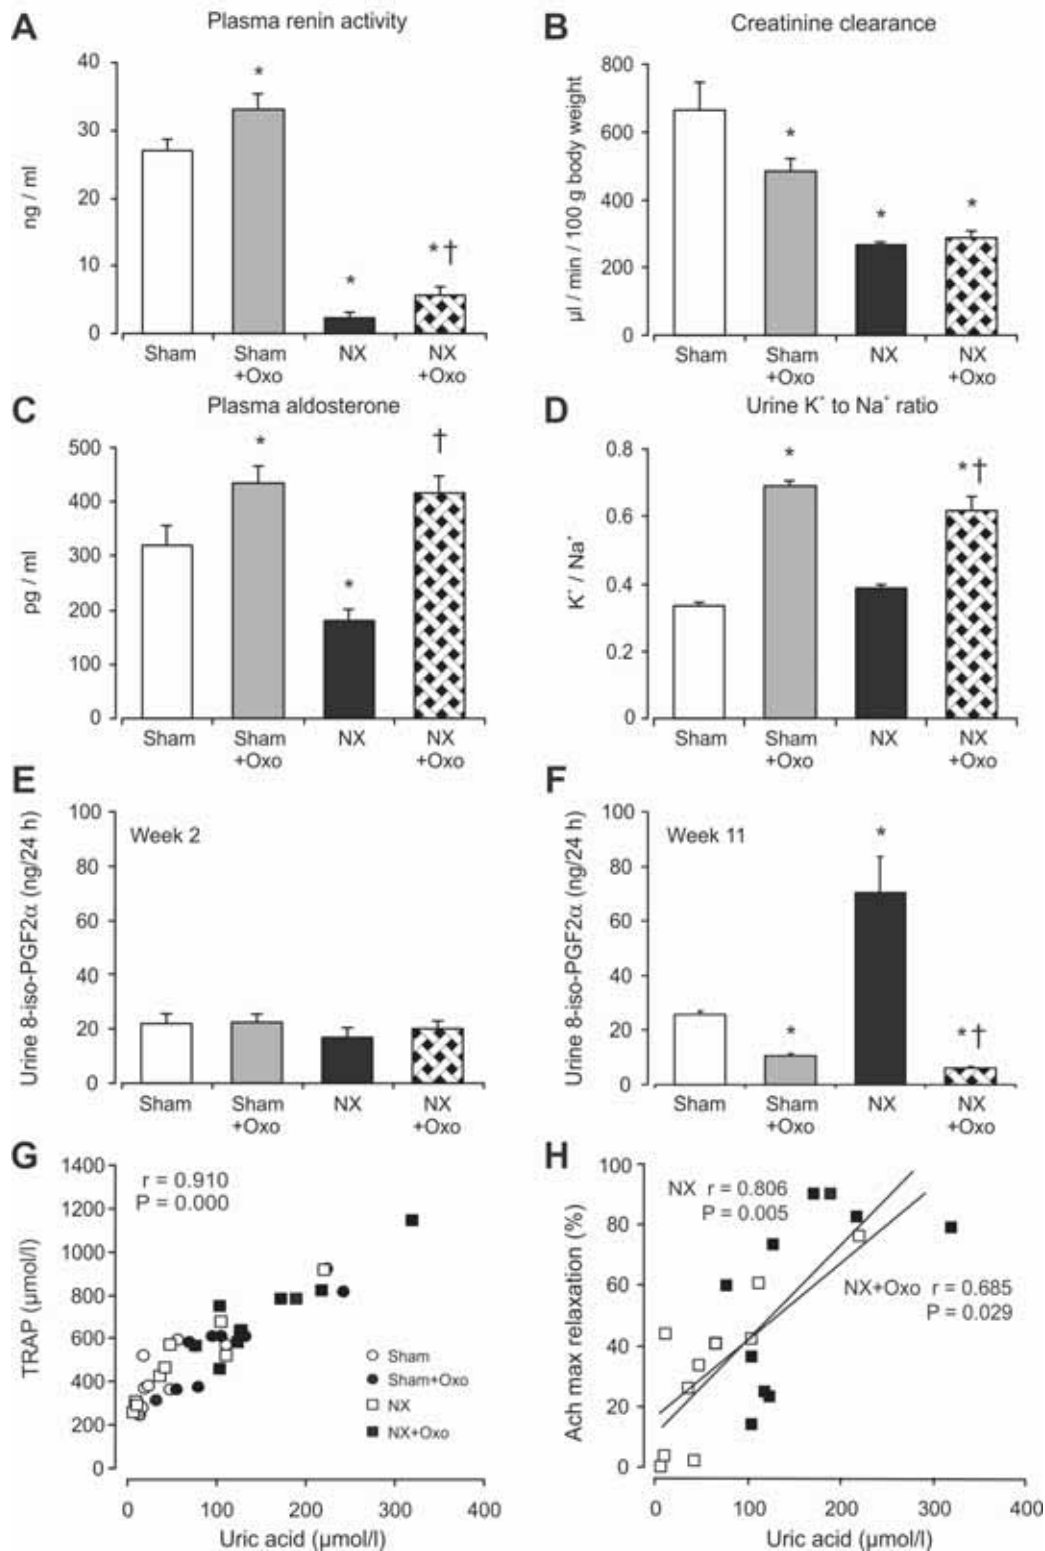 A
Plasma renin activity
ng / ml
40
30
20
10
0
*
*
* †
Sham
Sham
+Oxo
NX
NX
+Oxo
B
Creatinine clearance
µl / min / 100 g body weight
800
600
400
200
0
*
*
*
Sham
Sham
+Oxo
NX
NX
+Oxo
C
Plasma aldosterone
pg / ml
500
400
300
200
100
0
*
*
†
Sham
Sham
+Oxo
NX
NX
+Oxo
D
Urine K⁺ to Na⁺ ratio
K⁺ / Na⁺
0.8
0.6
0.4
0.2
0
*
* †
Sham
Sham
+Oxo
NX
NX
+Oxo
E
Urine 8-iso-PGF2α (ng/24 h)
100
80
60
40
20
0
Week 2
Sham
Sham
+Oxo
NX
NX
+Oxo
F
Urine 8-iso-PGF2α (ng/24 h)
100
80
60
40
20
0
Week 11
*
*
* †
Sham
Sham
+Oxo
NX
NX
+Oxo
G
TRAP (µmol/l)
1400
1200
1000
800
600
400
200
0
r = 0.910
P = 0.000
Sham
Sham+Oxo
NX
NX+Oxo
0 100 200 300 400
Uric acid (µmol/l)
H
Ach max relaxation (%)
100
80
60
40
20
0
NX r = 0.806
P = 0.005
NX+Oxo r = 0.685
P = 0.029
0 100 200 300 400
Uric acid (µmol/l)